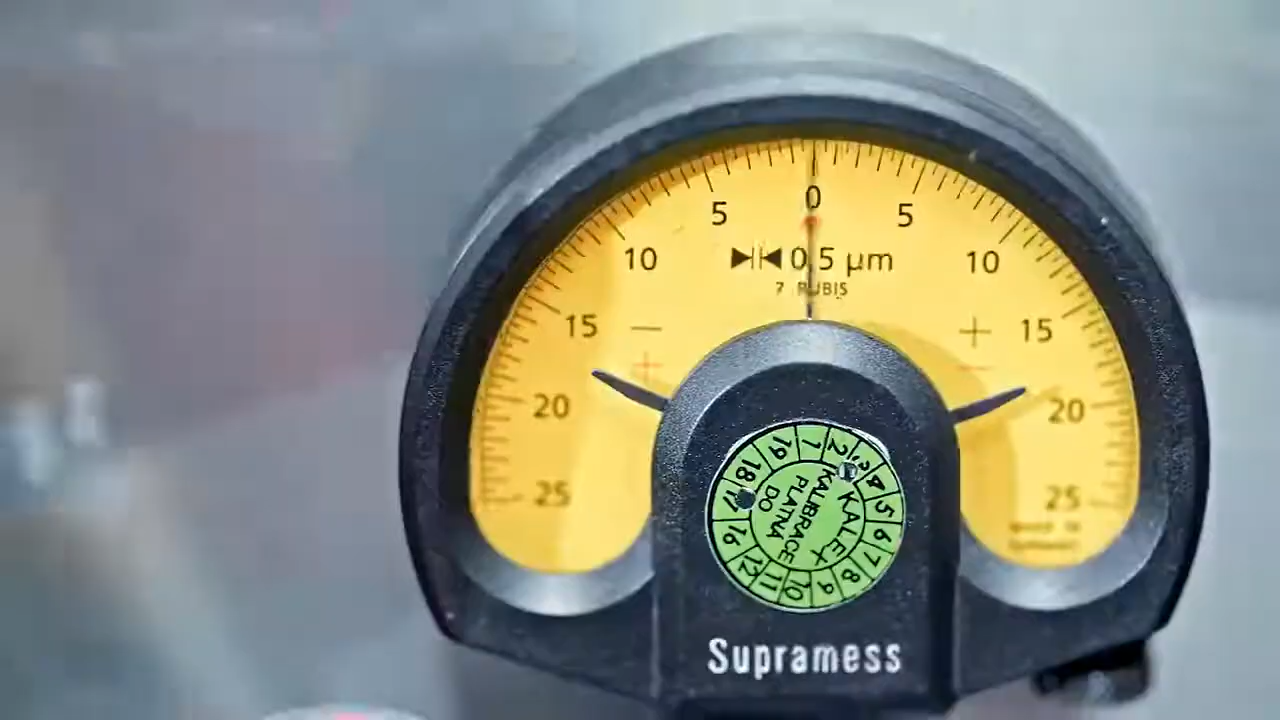 0
5 5
10 10
0,5 µm
7 RUBIS
15 − + 15
20 20
25 25
1 2 3 4 5 6 7 8 9 10 11 12 16 17 18 19
KALEX
KALIBRACE
PLATNÁ
DO
Supramess